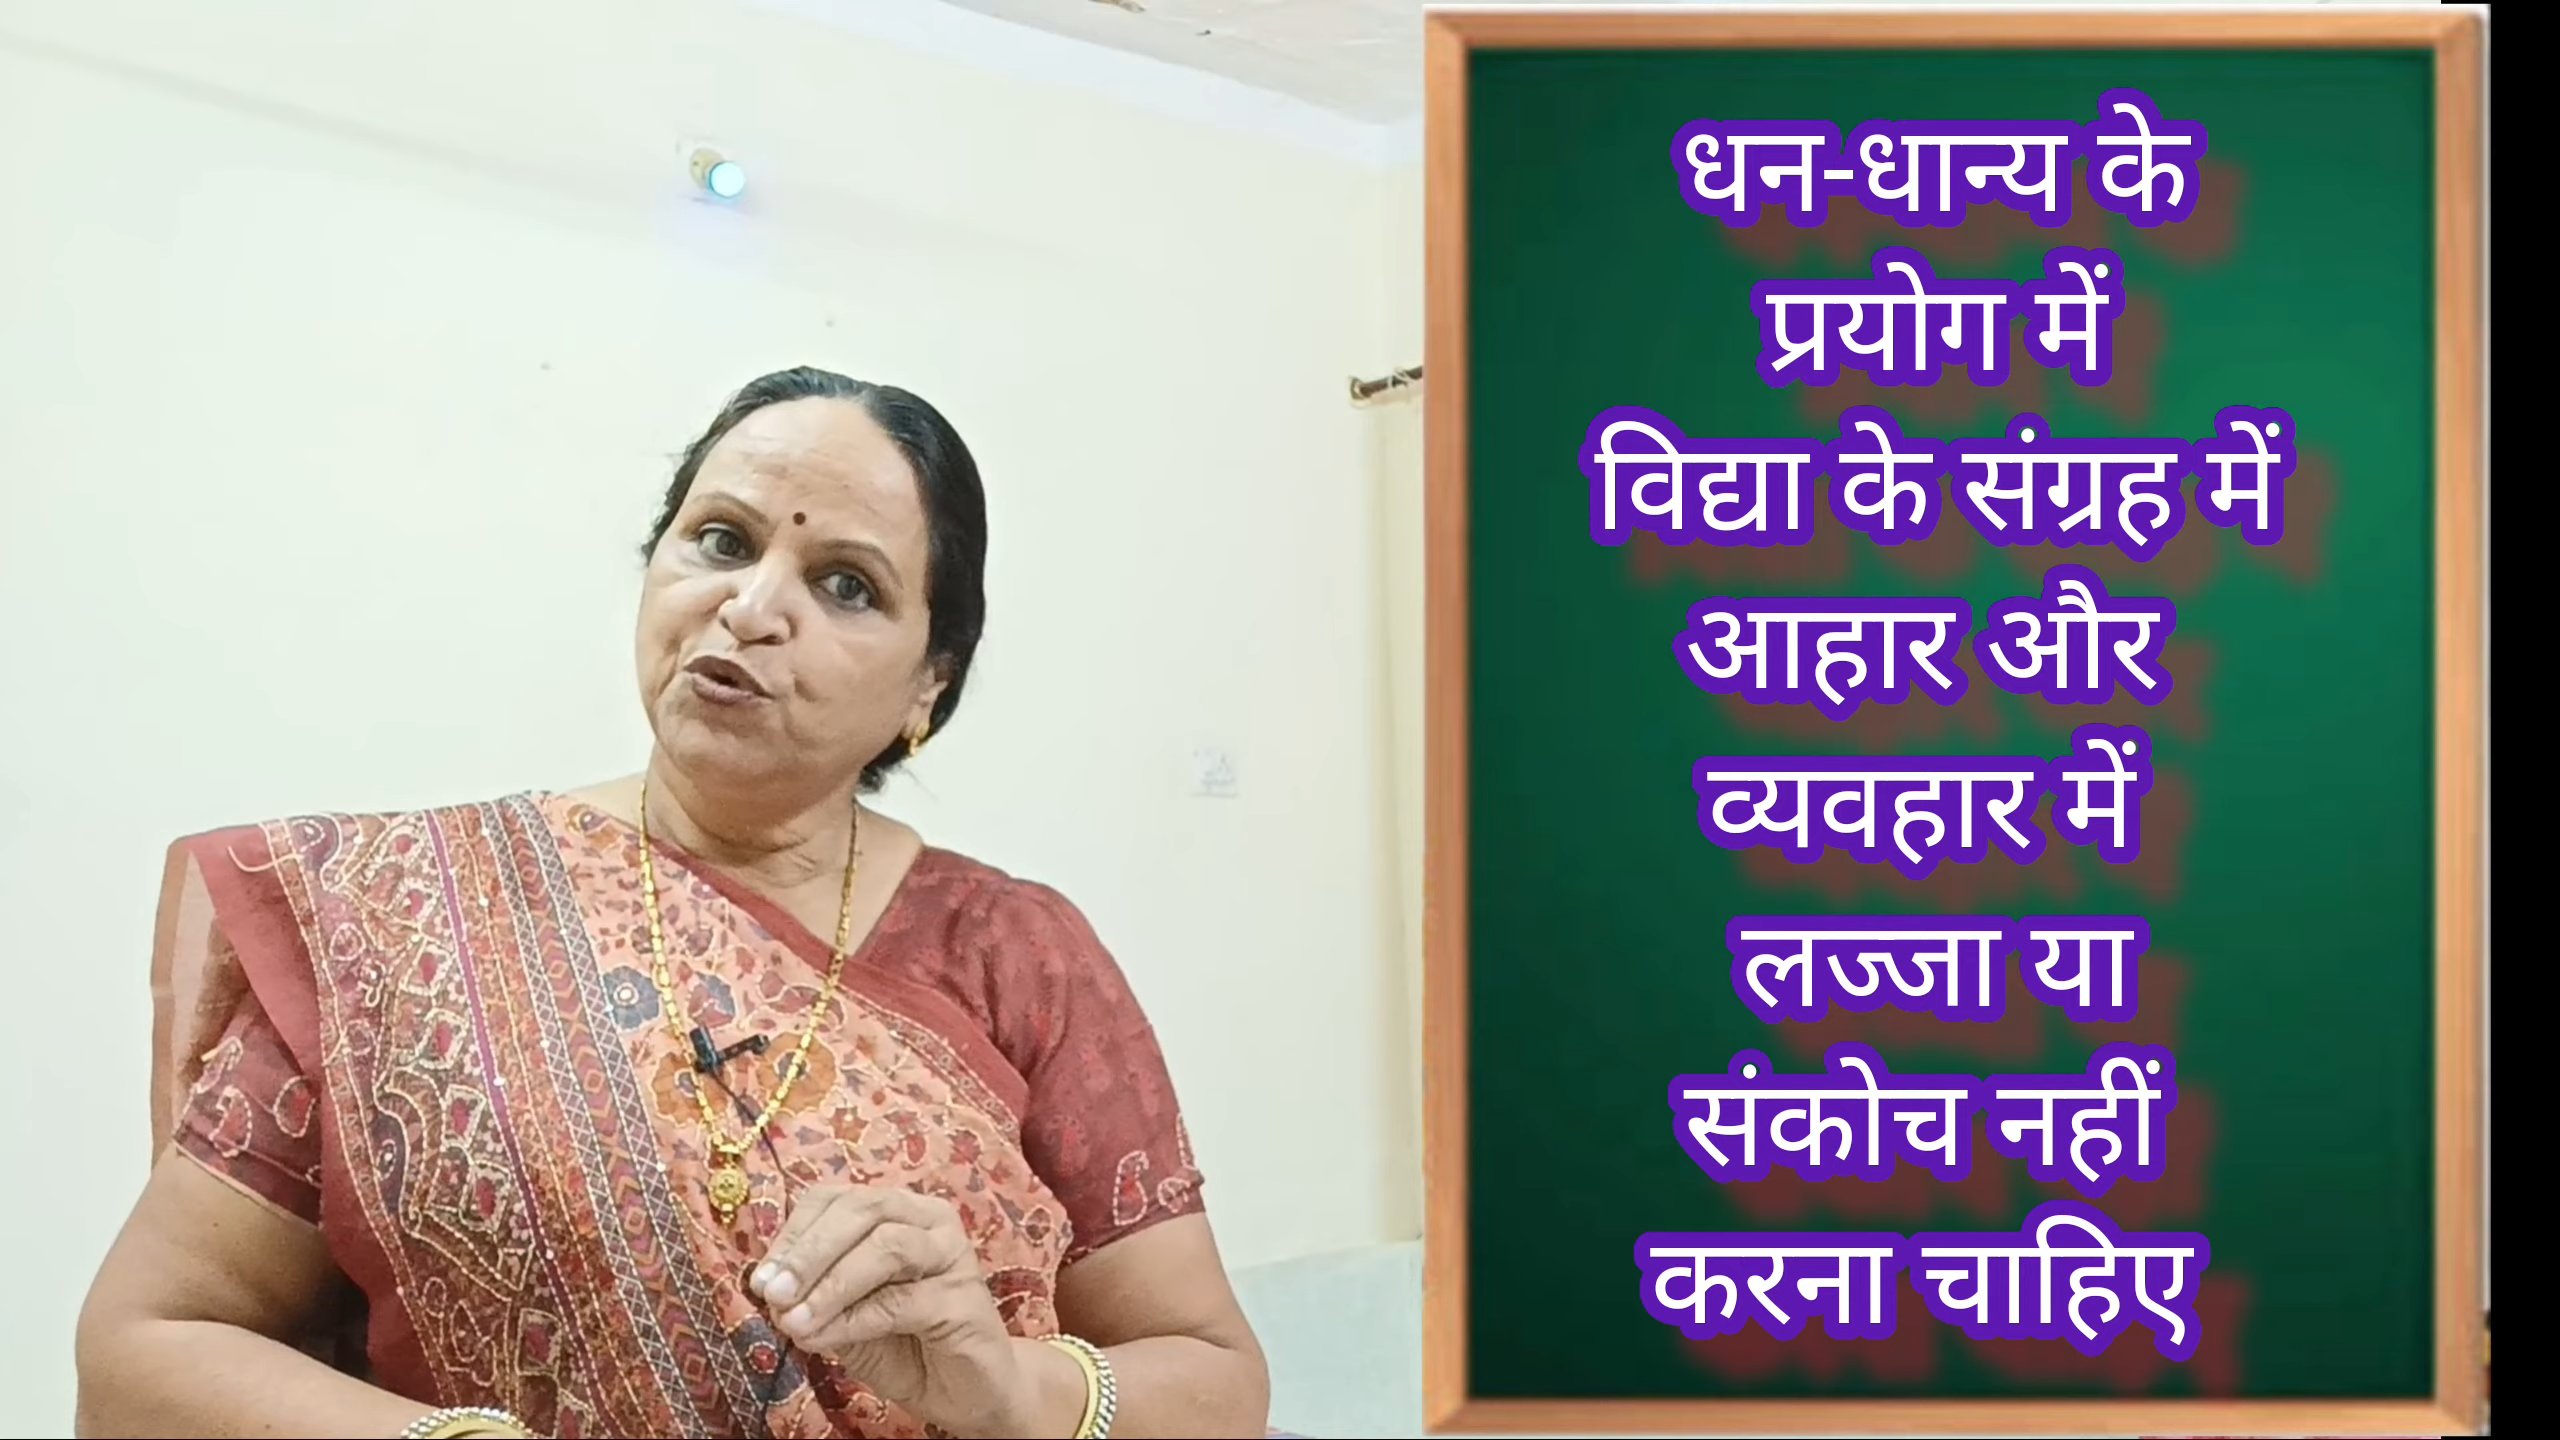 धन-धान्य के
प्रयोग में
विद्या के संग्रह में
आहार और
व्यवहार में
लज्जा या
संकोच नहीं
करना चाहिए